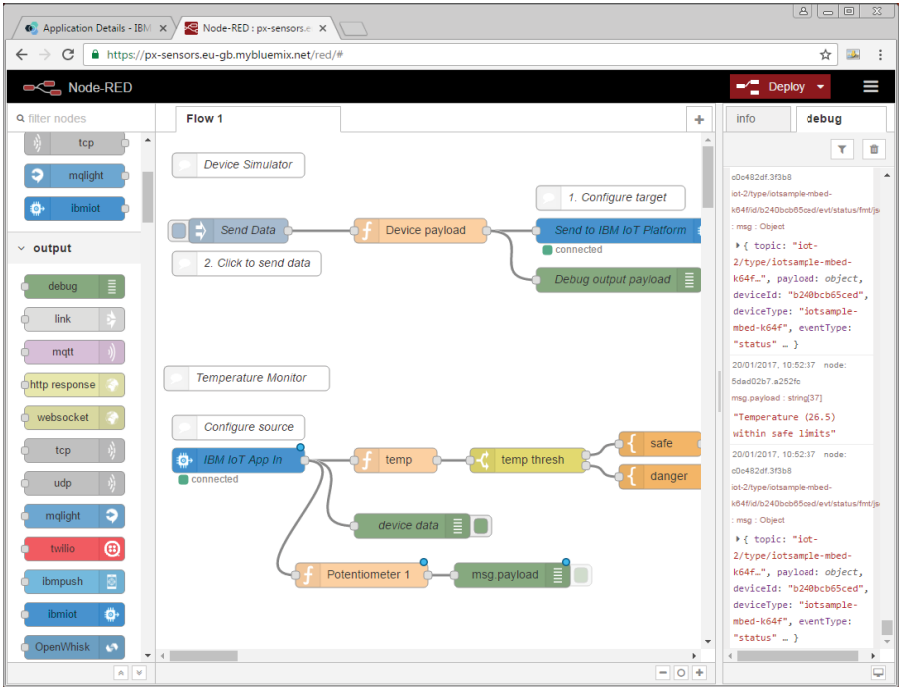 Application Details - IBM
Node-RED : px-sensors.e
https://px-sensors.eu-gb.mybluemix.net/red/#
Node-RED
Deploy
filter nodes
tcp
mqlight
ibmiot
output
debug
link
mqtt
http response
websocket
tcp
udp
mqlight
twilio
ibmpush
ibmiot
OpenWhisk
Flow 1
Device Simulator
1. Configure target
Send Data
Device payload
Send to IBM IoT Platform
connected
2. Click to send data
Debug output payload
Temperature Monitor
Configure source
IBM IoT App In
connected
temp
temp thresh
safe
danger
device data
Potentiometer 1
msg.payload
info
debug
c0c482df.3f3b8
iot-2/type/iotsample-mbed-
k64f/id/b240bcb65ced/evt/status/fmt/js
: msg : Object
{ topic: "iot-
2/type/iotsample-mbed-
k64f…", payload: object,
deviceId: "b240bcb65ced",
deviceType: "iotsample-
mbed-k64f", eventType:
"status" … }
20/01/2017, 10:52:37 node:
5dad02b7.a252fc
msg.payload : string[37]
"Temperature (26.5)
within safe limits"
20/01/2017, 10:52:37 node:
c0c482df.3f3b8
iot-2/type/iotsample-mbed-
k64f/id/b240bcb65ced/evt/status/fmt/js
: msg : Object
{ topic: "iot-
2/type/iotsample-mbed-
k64f…", payload: object,
deviceId: "b240bcb65ced",
deviceType: "iotsample-
mbed-k64f", eventType:
"status" … }